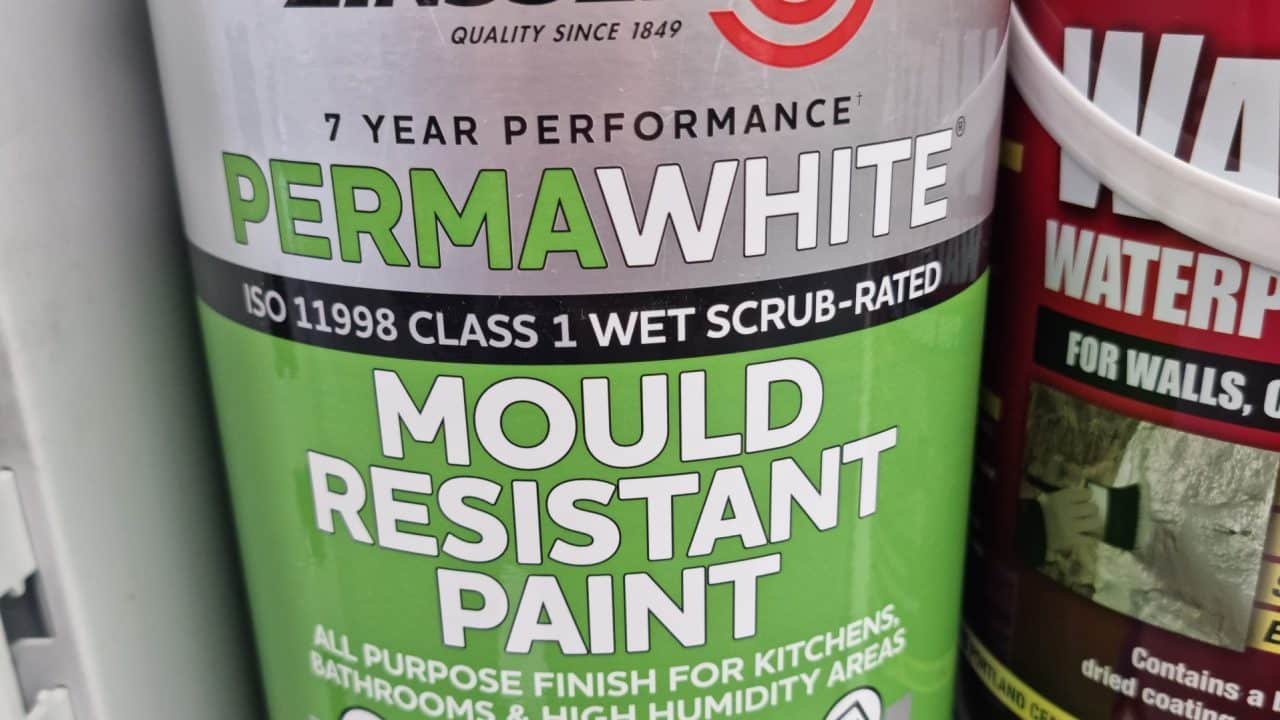 QUALITY SINCE 1849
7 YEAR PERFORMANCE†
PERMAWHITE®
ISO 11998 CLASS 1 WET SCRUB-RATED
MOULD
RESISTANT
PAINT
ALL PURPOSE FINISH FOR KITCHENS,
BATHROOMS & HIGH HUMIDITY AREAS
WA
WATERP
FOR WALLS,
Contains a
dried coating